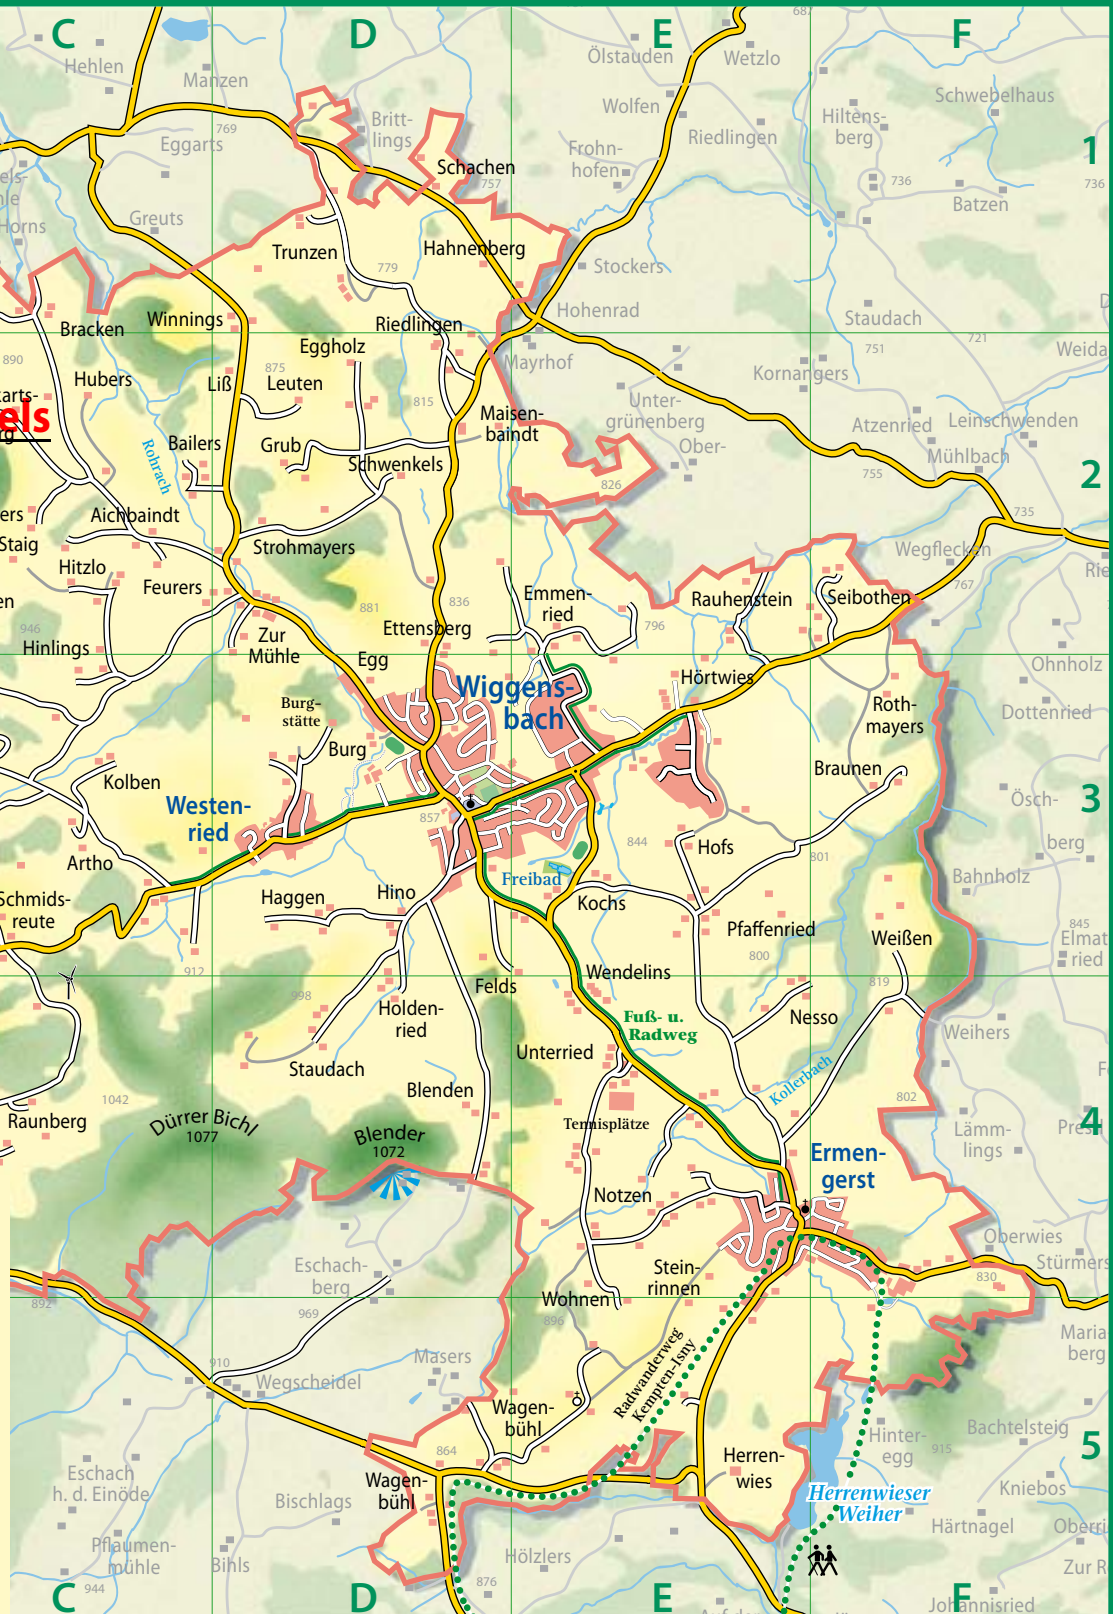 C
D
E
F
687
Hehlen
Manzen
Ölstauden
Wetzlo
Wolfen
Schwebelhaus
Britt-
lings
Hiltens-
berg
769
Eggarts
Riedlingen
1
Frohn-
hofen
Schachen
757
736
736
Batzen
Greuts
Horns
Trunzen
Hahnenberg
779
Stockers
Hohenrad
Bracken
Winnings
Riedlingen
Staudach
721
Eggholz
751
Weida
890
Mayrhof
875
Kornangers
Hubers
Liß
Leuten
815
Unter-
grünenberg
Maisen-
baindt
els
Atzenried
Leinschwenden
Bailers
Grub
Ober-
Mühlbach
Rohrach
Schwenkels
755
2
826
Aichbaindt
735
ers
Staig
Strohmayers
Wegflecken
Hitzlo
Feurers
767
Rie
en
Emmen-
ried
881
836
Rauhenstein
Seibothen
946
796
Zur
Mühle
Ettensberg
Hinlings
Egg
Ohnholz
Hörtwies
Wiggens-
bach
Burg-
stätte
Roth-
mayers
Dottenried
Burg
Braunen
Kolben
Westen-
ried
3
Ösch-
berg
857
844
Hofs
801
Artho
Freibad
Bahnholz
Schmids-
reute
Haggen
Hino
Kochs
845
Pfaffenried
Weißen
Elmat
ried
800
912
Wendelins
819
Felds
998
Holden-
ried
Fuß- u.
Radweg
Nesso
Weihers
Unterried
Staudach
Blenden
Kollerbach
1042
802
Raunberg
Dürrer Bichl
1077
Blender
1072
Tennisplätze
4
Lämm-
lings
Ermen-
gerst
Notzen
Oberwies
Eschach-
berg
Stein-
rinnen
Stürmers
830
892
Wohnen
969
896
Maria
berg
910
Masers
Radwanderweg
Kempten-Isny
Wegscheidel
Wagen-
bühl
Bachtelsteig
Hinter-
egg
915
5
864
Herren-
wies
Eschach
h. d. Einöde
Wagen-
bühl
Kniebos
Bischlags
Herrenwieser
Weiher
Härtnagel
Oberri
Pflaumen-
mühle
Bihls
Hölzlers
Zur R
944
876
Johannisried
C
D
E
F